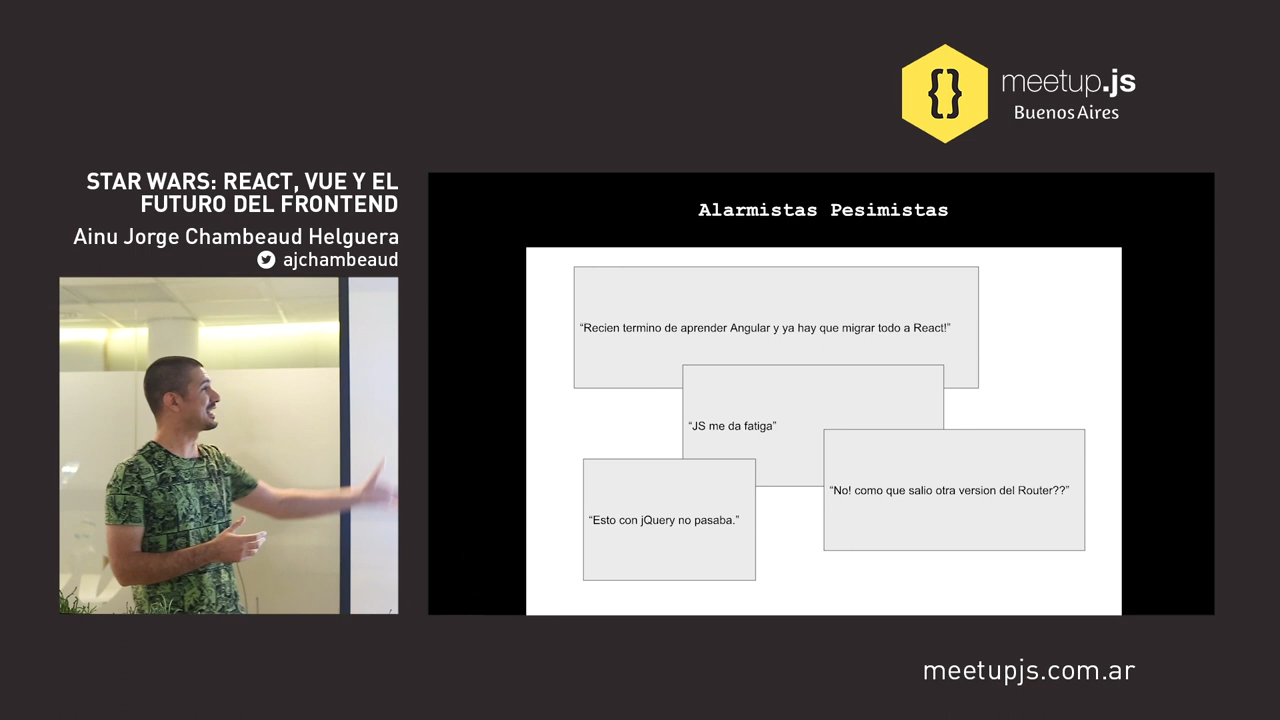 {}
meetup.js
Buenos Aires
STAR WARS: REACT, VUE Y EL
FUTURO DEL FRONTEND
Ainu Jorge Chambeaud Helguera
ajchambeaud
Alarmistas Pesimistas
“Recien termino de aprender Angular y ya hay que migrar todo a React!”
“JS me da fatiga”
“No! como que salio otra version del Router??”
“Esto con jQuery no pasaba.”
meetupjs.com.ar